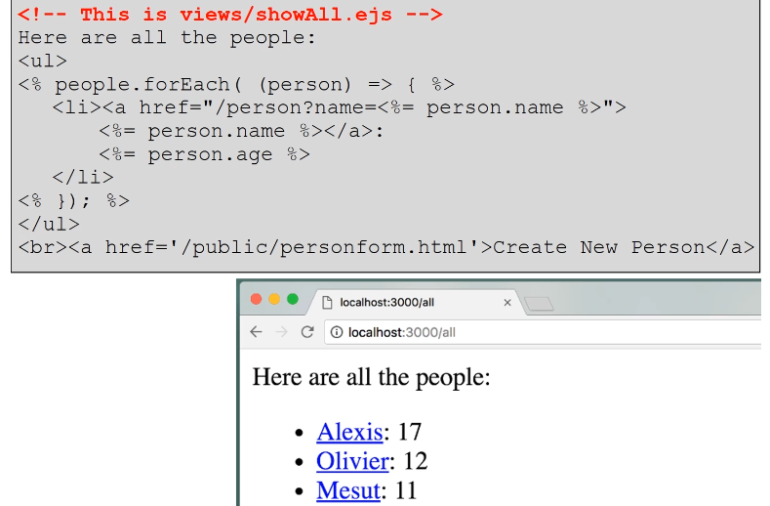 <!-- This is views/showAll.ejs -->
Here are all the people:
<ul>
<% people.forEach( (person) => { %>
   <li><a href="/person?name=<%= person.name %>">
       <%= person.name %></a>:
       <%= person.age %>
   </li>
<% }); %>
</ul>
<br><a href='/public/personform.html'>Create New Person</a>
localhost:3000/all ×
localhost:3000/all
Here are all the people:
• Alexis: 17
• Olivier: 12
• Mesut: 11